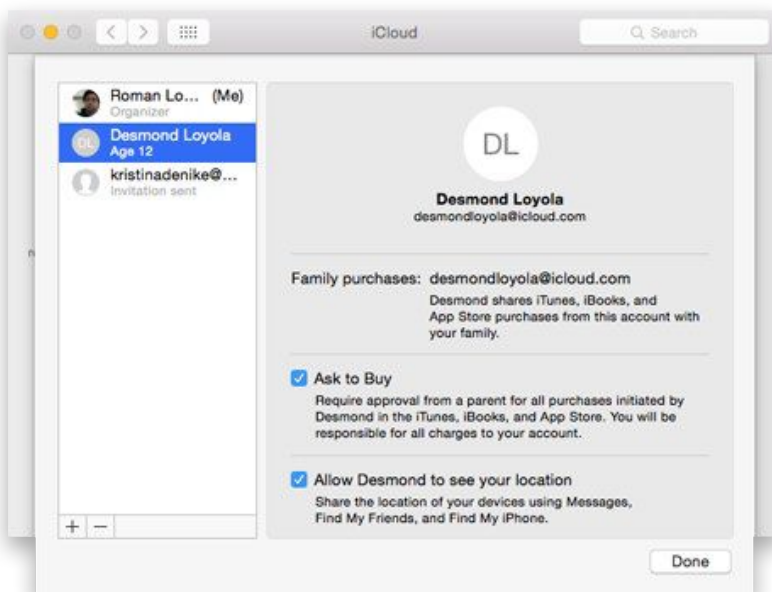 iCloud
Search
Roman Lo... (Me)
Organizer
DL
Desmond Loyola
Age 12
kristinadenike@...
Invitation sent
DL
Desmond Loyola
desmondloyola@icloud.com
Family purchases: desmondloyola@icloud.com
Desmond shares iTunes, iBooks, and
App Store purchases from this account with
your family.
Ask to Buy
Require approval from a parent for all purchases initiated by
Desmond in the iTunes, iBooks, and App Store. You will be
responsible for all charges to your account.
Allow Desmond to see your location
Share the location of your devices using Messages,
Find My Friends, and Find My iPhone.
+ −
Done